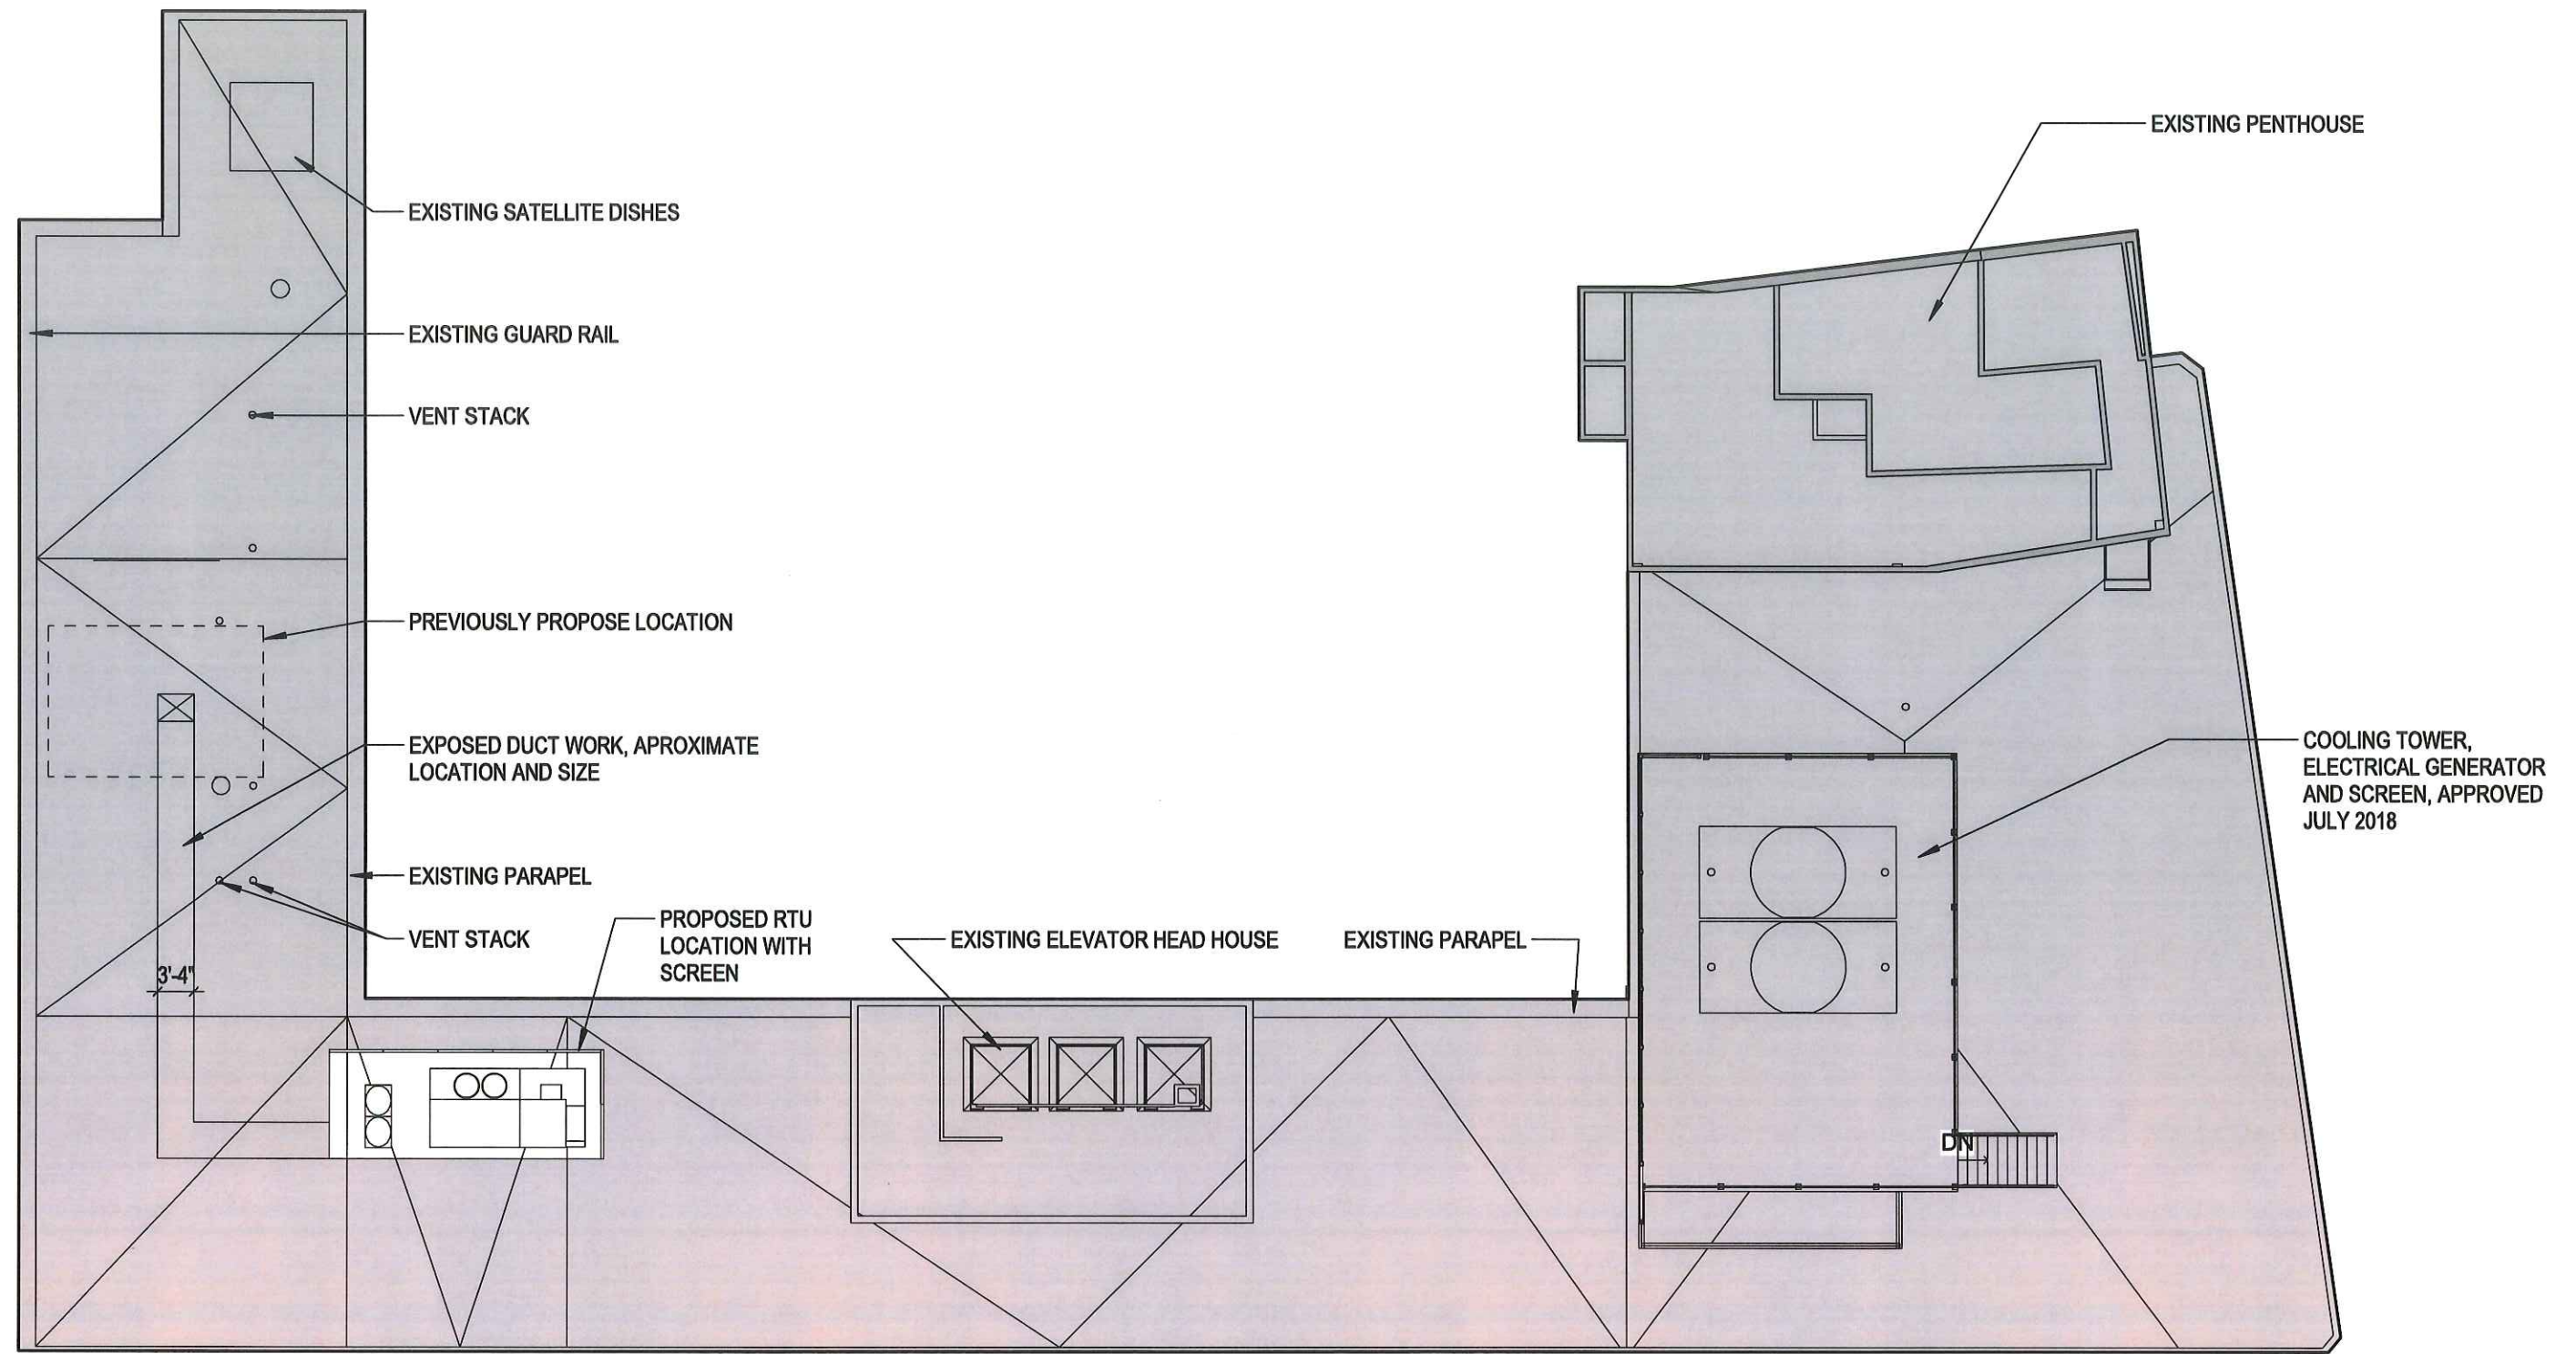 EXISTING PENTHOUSE
EXISTING SATELLITE DISHES
EXISTING GUARD RAIL
VENT STACK
PREVIOUSLY PROPOSE LOCATION
EXPOSED DUCT WORK, APROXIMATE
LOCATION AND SIZE
COOLING TOWER,
ELECTRICAL GENERATOR
AND SCREEN, APPROVED
JULY 2018
EXISTING PARAPEL
VENT STACK
PROPOSED RTU
LOCATION WITH
SCREEN
EXISTING ELEVATOR HEAD HOUSE
EXISTING PARAPEL
3'-4"
DN